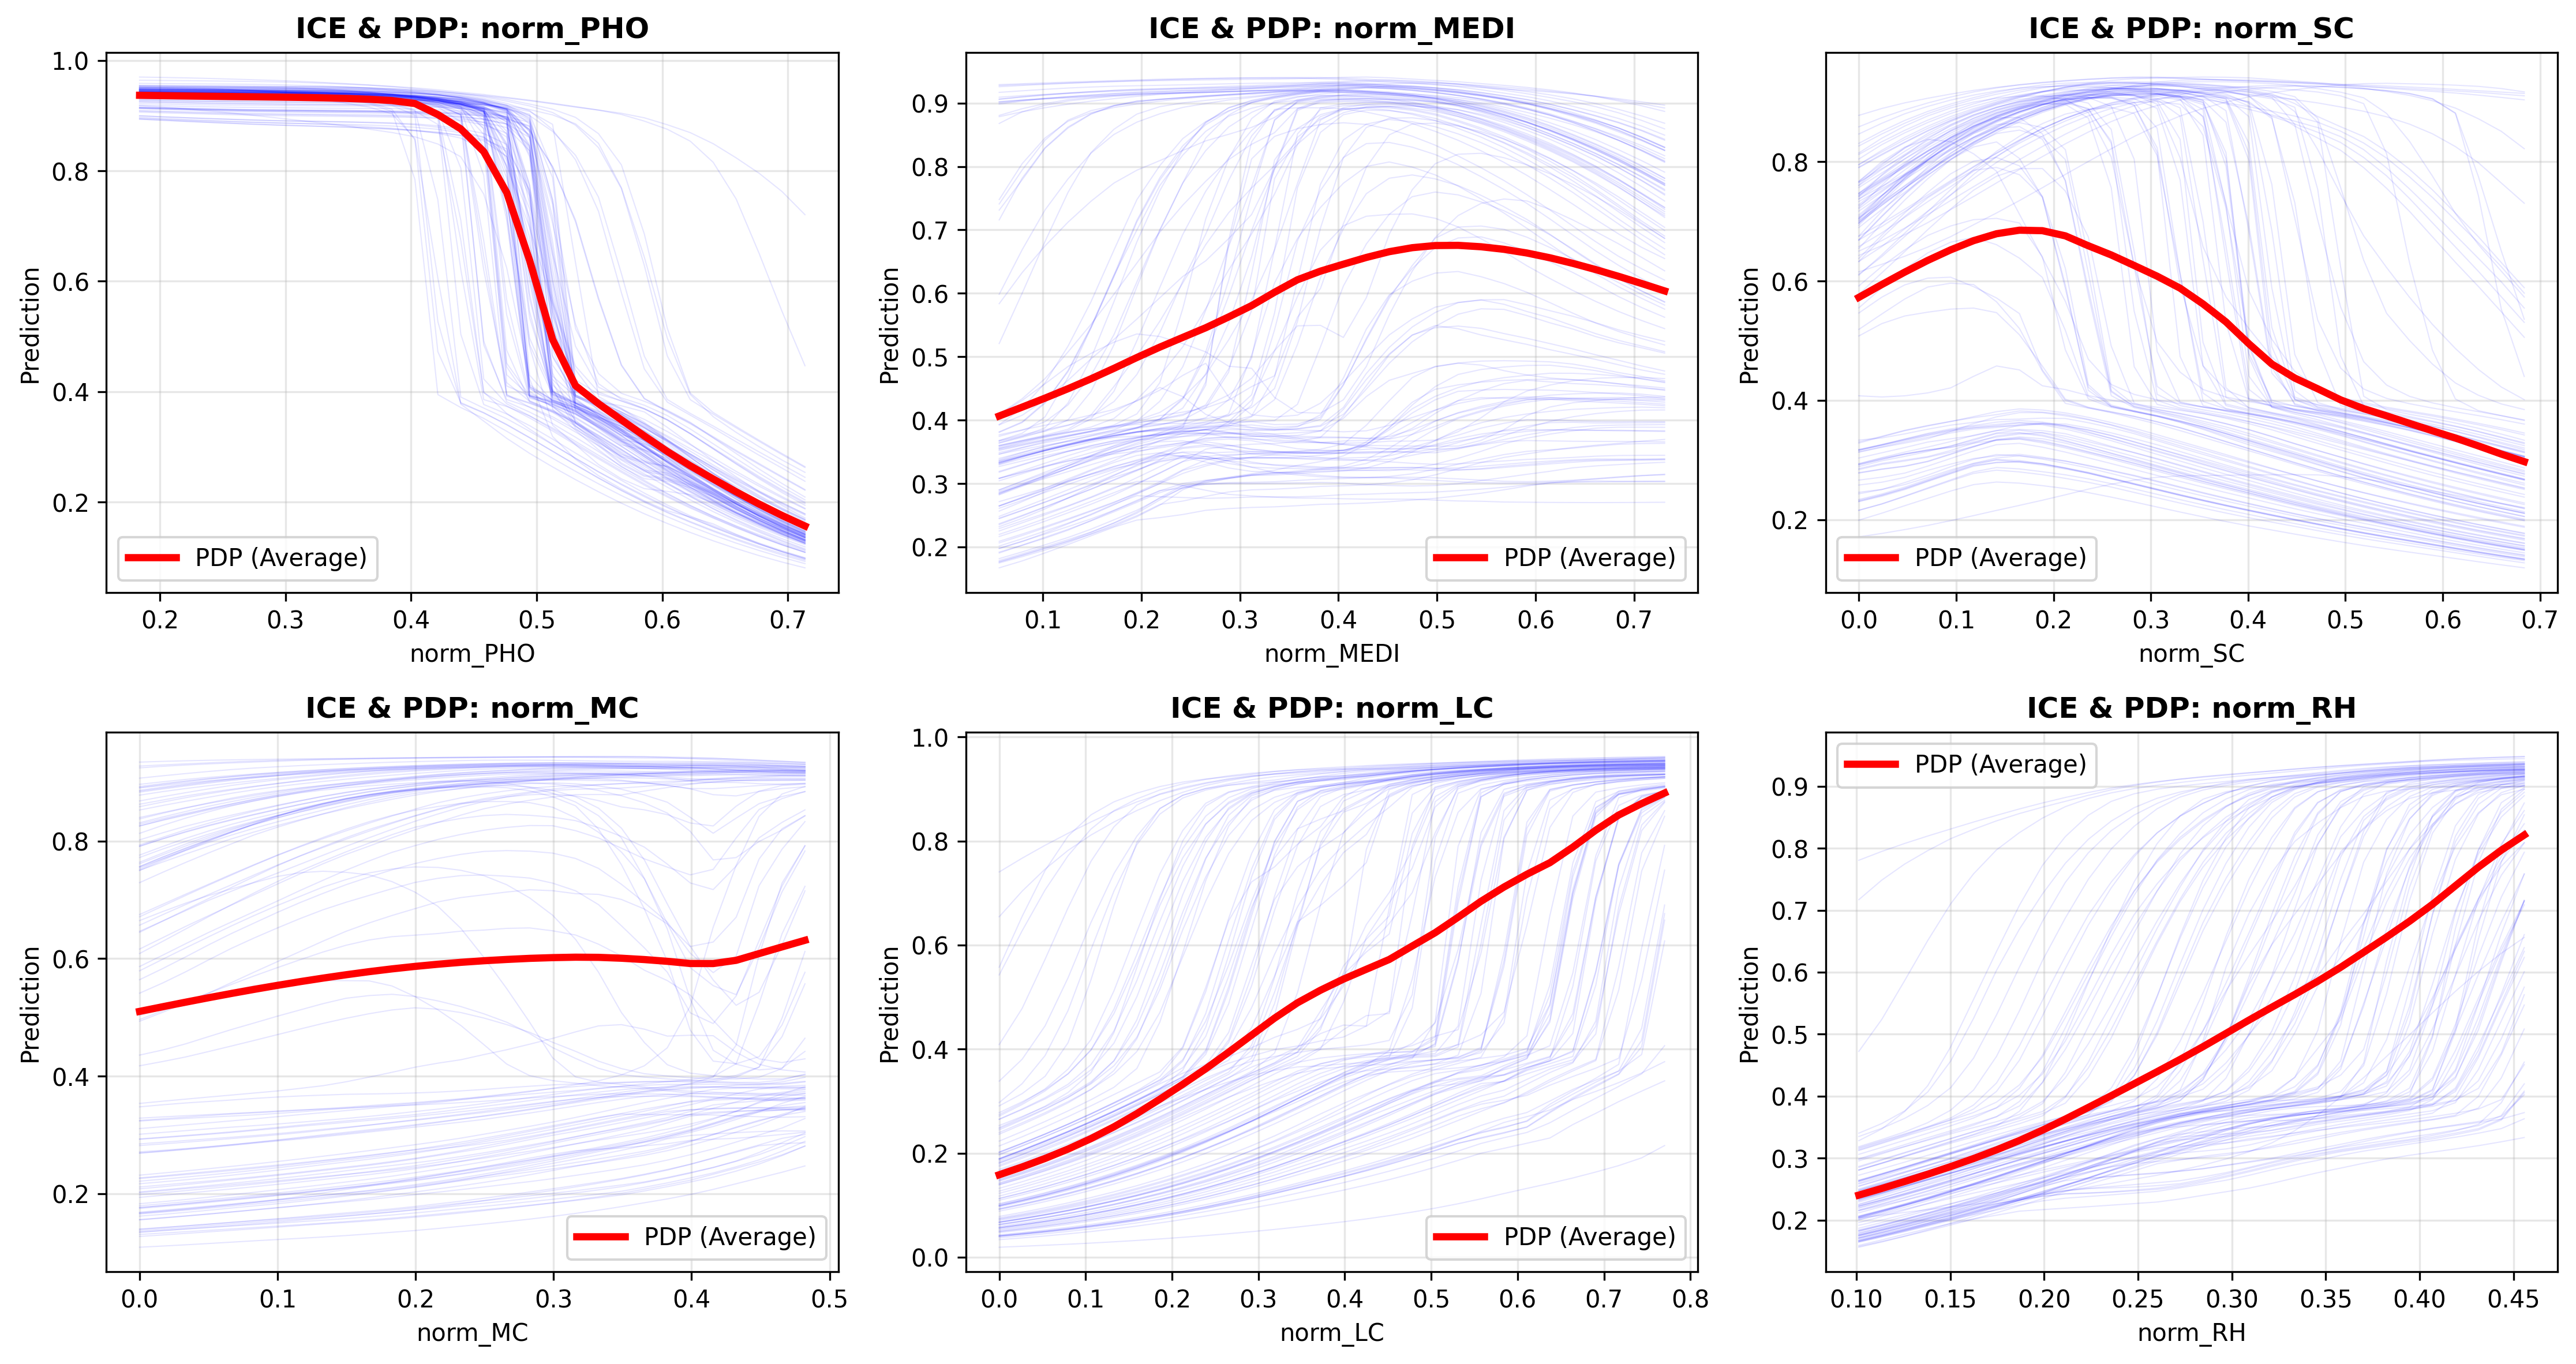 ICE & PDP: norm_PHO
1.0
0.8
0.6
0.4
0.2
Prediction
PDP (Average)
0.2 0.3 0.4 0.5 0.6 0.7
norm_PHO
ICE & PDP: norm_MEDI
0.9
0.8
0.7
0.6
0.5
0.4
0.3
0.2
Prediction
PDP (Average)
0.1 0.2 0.3 0.4 0.5 0.6 0.7
norm_MEDI
ICE & PDP: norm_SC
0.8
0.6
0.4
0.2
Prediction
PDP (Average)
0.0 0.1 0.2 0.3 0.4 0.5 0.6 0.7
norm_SC
ICE & PDP: norm_MC
0.8
0.6
0.4
0.2
Prediction
PDP (Average)
0.0 0.1 0.2 0.3 0.4 0.5
norm_MC
ICE & PDP: norm_LC
1.0
0.8
0.6
0.4
0.2
0.0
Prediction
PDP (Average)
0.0 0.1 0.2 0.3 0.4 0.5 0.6 0.7 0.8
norm_LC
ICE & PDP: norm_RH
PDP (Average)
0.9
0.8
0.7
0.6
0.5
0.4
0.3
0.2
Prediction
0.10 0.15 0.20 0.25 0.30 0.35 0.40 0.45
norm_RH